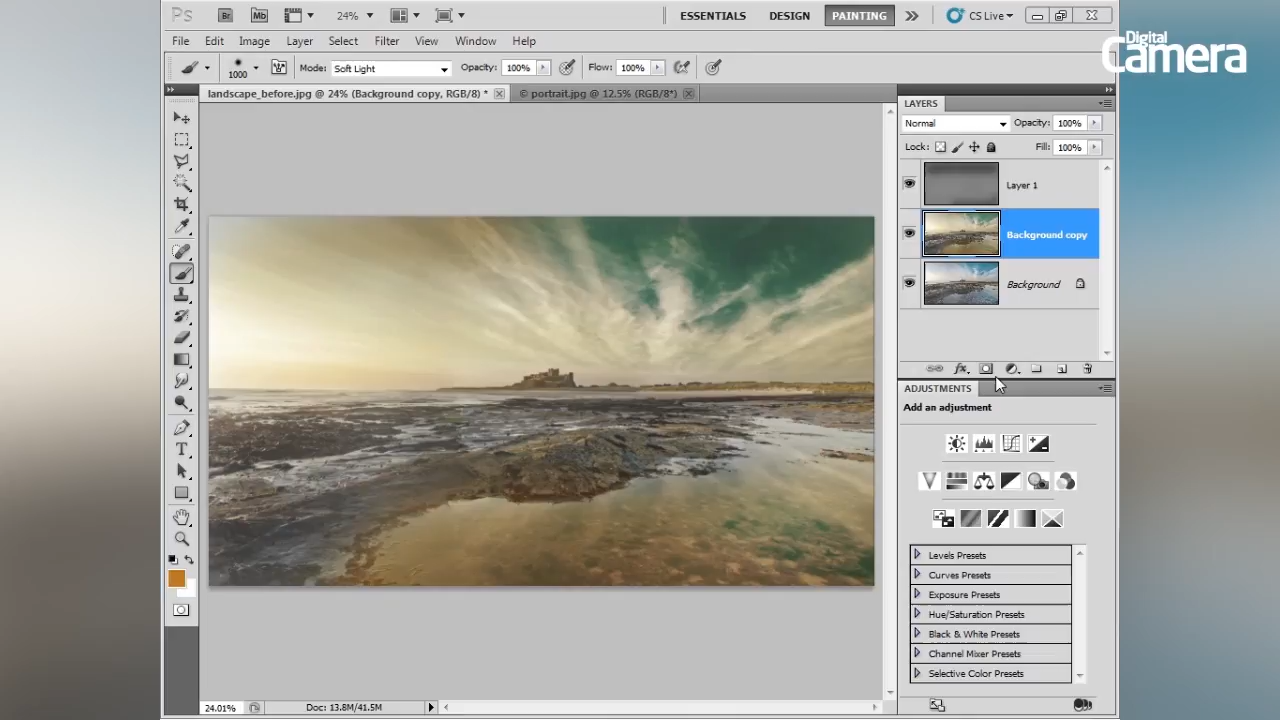 Ps Br Mb 24% ESSENTIALS DESIGN PAINTING CS Live
Digital
Camera
File Edit Image Layer Select Filter View Window Help
1000 Mode: Soft Light Opacity: 100% Flow: 100%
landscape_before.jpg @ 24% (Background copy, RGB/8) * © portrait.jpg @ 12.5% (RGB/8*)
LAYERS
Normal Opacity: 100%
Lock: Fill: 100%
Layer 1
Background copy
Background
fx
ADJUSTMENTS
Add an adjustment
Levels Presets
Curves Presets
Exposure Presets
Hue/Saturation Presets
Black & White Presets
Channel Mixer Presets
Selective Color Presets
24.01% Doc: 13.8M/41.5M